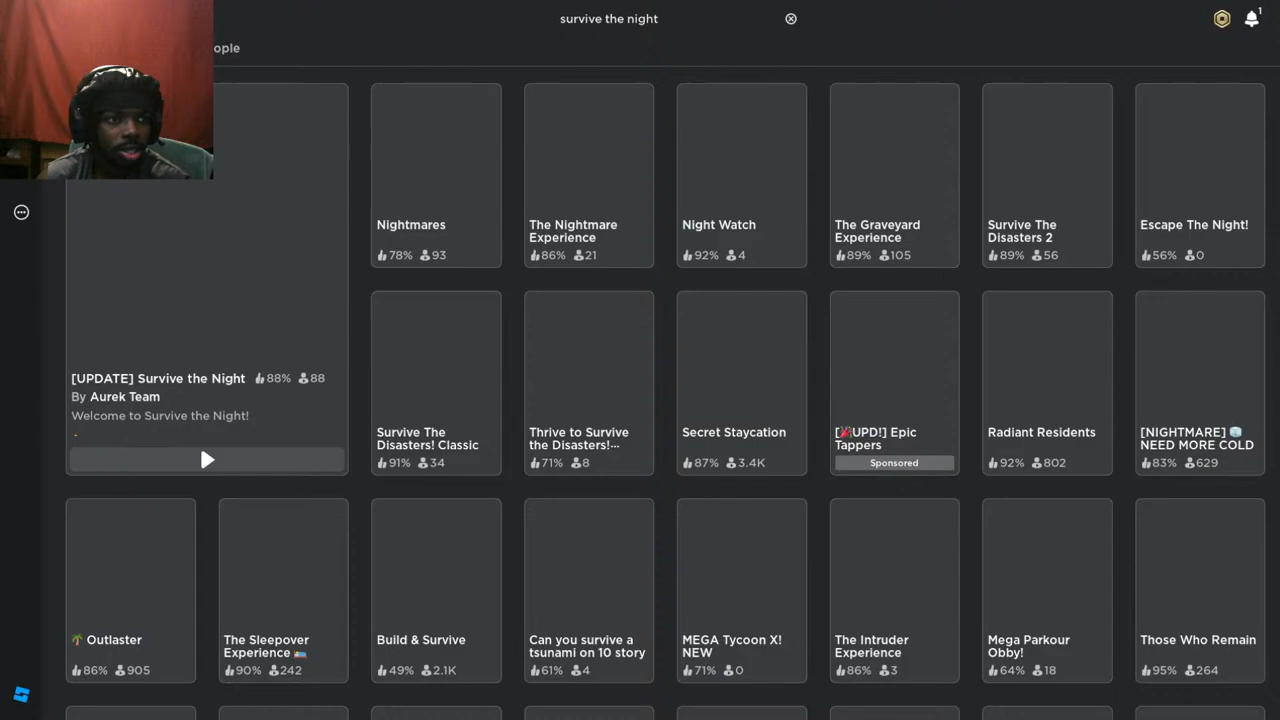 survive the night
1
ople
Nightmares
78% 93
The Nightmare
Experience
86% 21
Night Watch
92% 4
The Graveyard
Experience
89% 105
Survive The
Disasters 2
89% 56
Escape The Night!
56% 0
[UPDATE] Survive the Night 88% 88
By Aurek Team
Welcome to Survive the Night!
Survive The
Disasters! Classic
91% 34
Thrive to Survive
the Disasters!...
71% 8
Secret Staycation
87% 3.4K
[UPD!] Epic
Tappers
Sponsored
Radiant Residents
92% 802
[NIGHTMARE]
NEED MORE COLD
83% 629
Outlaster
86% 905
The Sleepover
Experience
90% 242
Build & Survive
49% 2.1K
Can you survive a
tsunami on 10 story
61% 4
MEGA Tycoon X!
NEW
71% 0
The Intruder
Experience
86% 3
Mega Parkour
Obby!
64% 18
Those Who Remain
95% 264